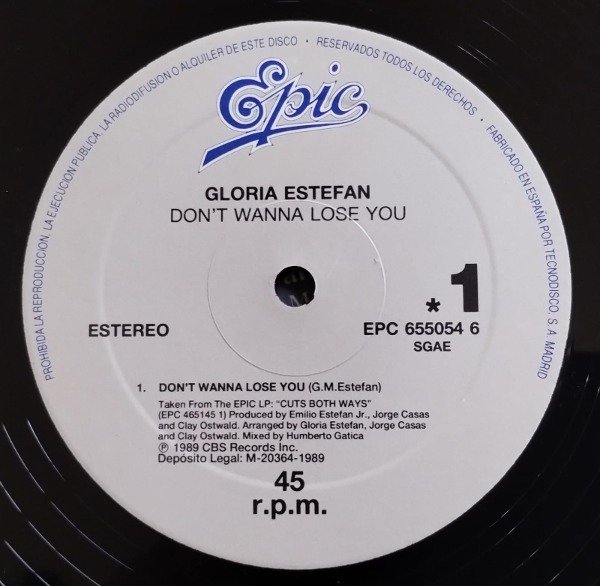 PROHIBIDA LA REPRODUCCION, LA EJECUCION PUBLICA, LA RADIODIFUSION O ALQUILER DE ESTE DISCO • RESERVADOS TODOS LOS DERECHOS • FABRICADO EN ESPAÑA POR TECNODISCO, S. A. MADRID
Epic
GLORIA ESTEFAN
DON'T WANNA LOSE YOU
* 1
ESTEREO
EPC 655054 6
SGAE
1. DON'T WANNA LOSE YOU (G.M.Estefan)
Taken From The EPIC LP: "CUTS BOTH WAYS"
(EPC 465145 1) Produced by Emilio Estefan Jr., Jorge Casas
and Clay Ostwald. Arranged by Gloria Estefan, Jorge Casas
and Clay Ostwald. Mixed by Humberto Gatica
℗ 1989 CBS Records Inc.
Depósito Legal: M-20364-1989
45
r.p.m.